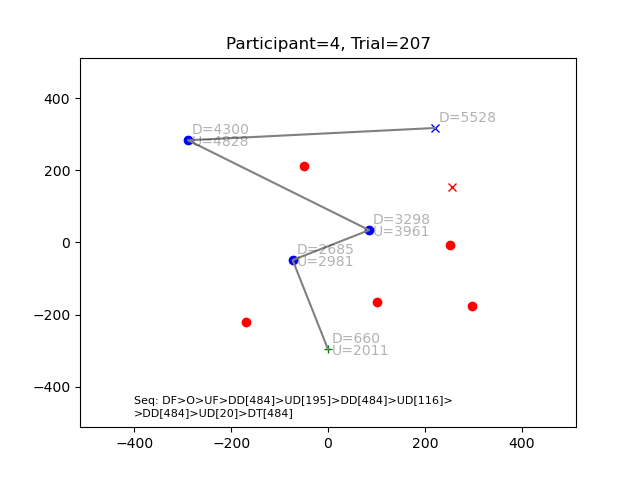 Participant=4, Trial=207
400
200
0
−200
−400
D=5528
D=4300
U=4828
D=3298
U=3961
D=2685
U=2981
D=660
U=2011
Seq: DF>O>UF>DD[484]>UD[195]>DD[484]>UD[116]>
>DD[484]>UD[20]>DT[484]
−400 −200 0 200 400